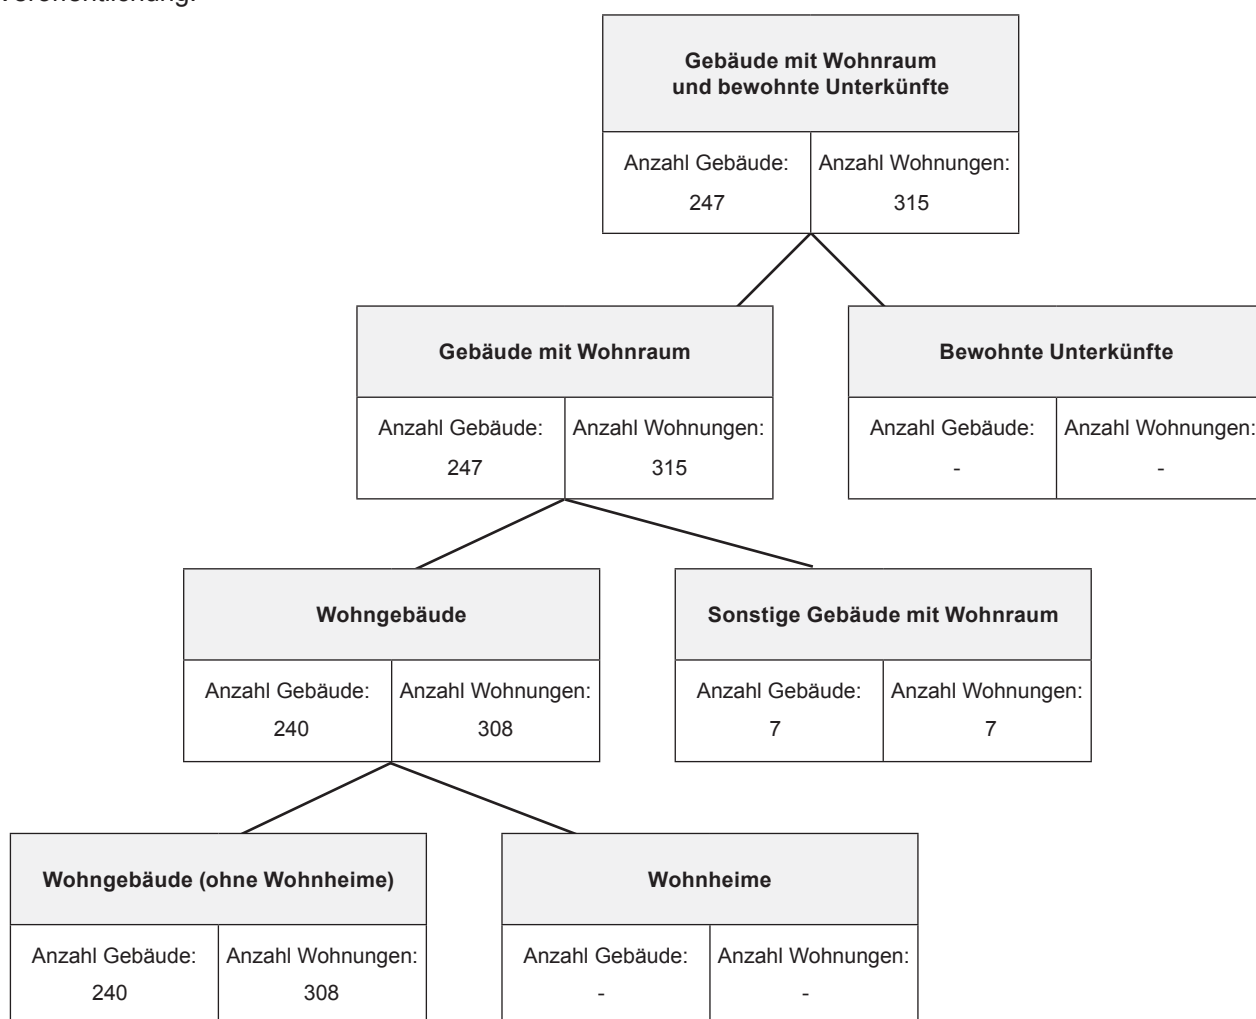 Veröffentlichung.
Gebäude mit Wohnraum
und bewohnte Unterkünfte
Anzahl Gebäude: Anzahl Wohnungen:
247 315
Gebäude mit Wohnraum
Anzahl Gebäude: Anzahl Wohnungen:
247 315
Bewohnte Unterkünfte
Anzahl Gebäude: Anzahl Wohnungen:
- -
Wohngebäude
Anzahl Gebäude: Anzahl Wohnungen:
240 308
Sonstige Gebäude mit Wohnraum
Anzahl Gebäude: Anzahl Wohnungen:
7 7
Wohngebäude (ohne Wohnheime)
Anzahl Gebäude: Anzahl Wohnungen:
240 308
Wohnheime
Anzahl Gebäude: Anzahl Wohnungen:
- -